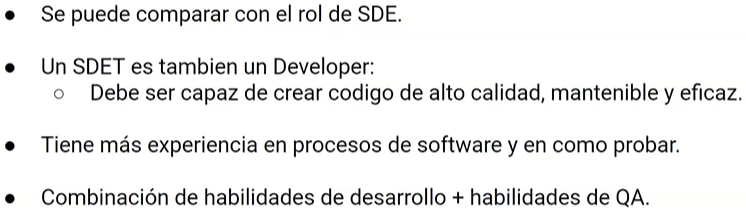 ● Se puede comparar con el rol de SDE.
● Un SDET es tambien un Developer:
○ Debe ser capaz de crear codigo de alto calidad, mantenible y eficaz.
● Tiene más experiencia en procesos de software y en como probar.
● Combinación de habilidades de desarrollo + habilidades de QA.